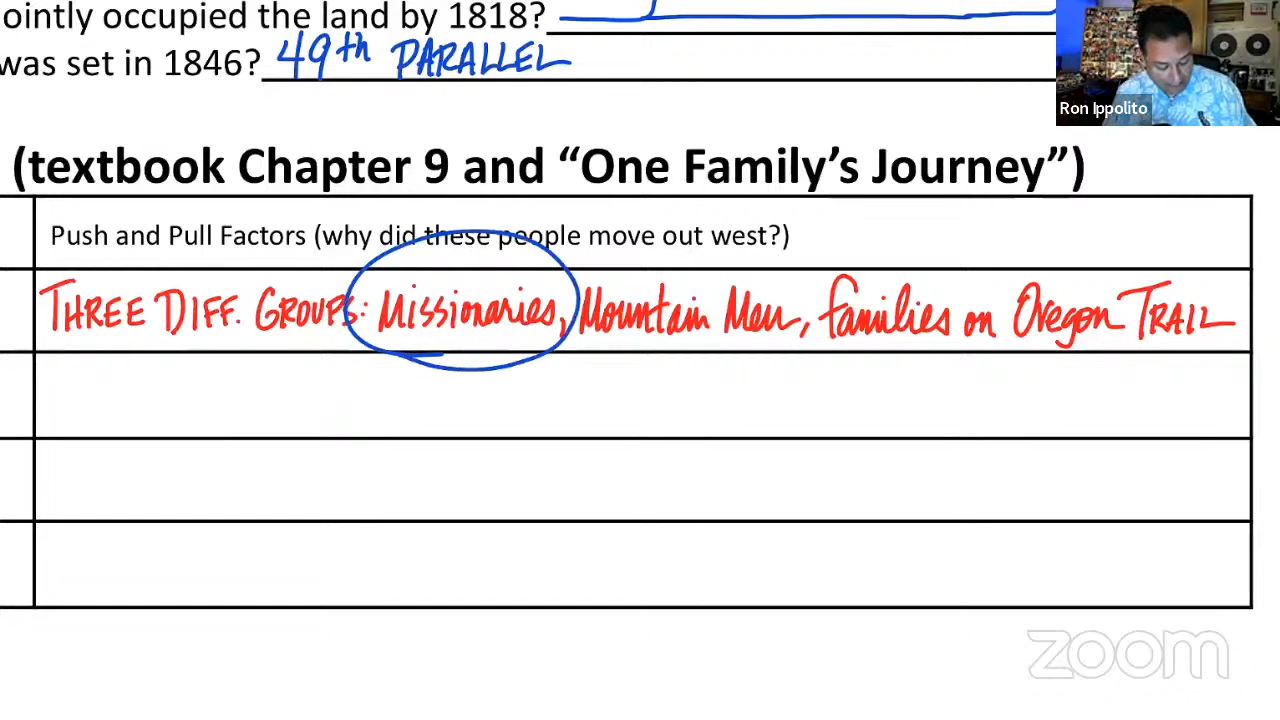 ointly occupied the land by 1818?
was set in 1846? 49th PARALLEL
Ron Ippolito
(textbook Chapter 9 and “One Family’s Journey”)
Push and Pull Factors (why did these people move out west?)
THREE DIFF. GROUPS: Missionaries, Mountain Men, families on Oregon TRAIL
zoom